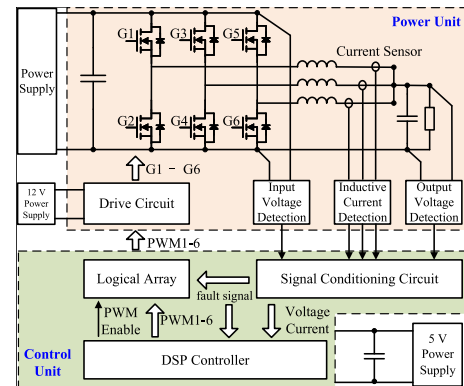 G1
G3
G5
Power Unit
Current Sensor
Power
Supply
G2
G4
G6
G1 - G6
12 V
Power
Supply
Drive Circuit
Input
Voltage
Detection
Inductive
Current
Detection
Output
Voltage
Detection
PWM1-6
Logical Array
Signal Conditioning Circuit
fault signal
PWM
Enable
PWM1-6
Voltage
Current
Control
Unit
DSP Controller
5 V
Power
Supply